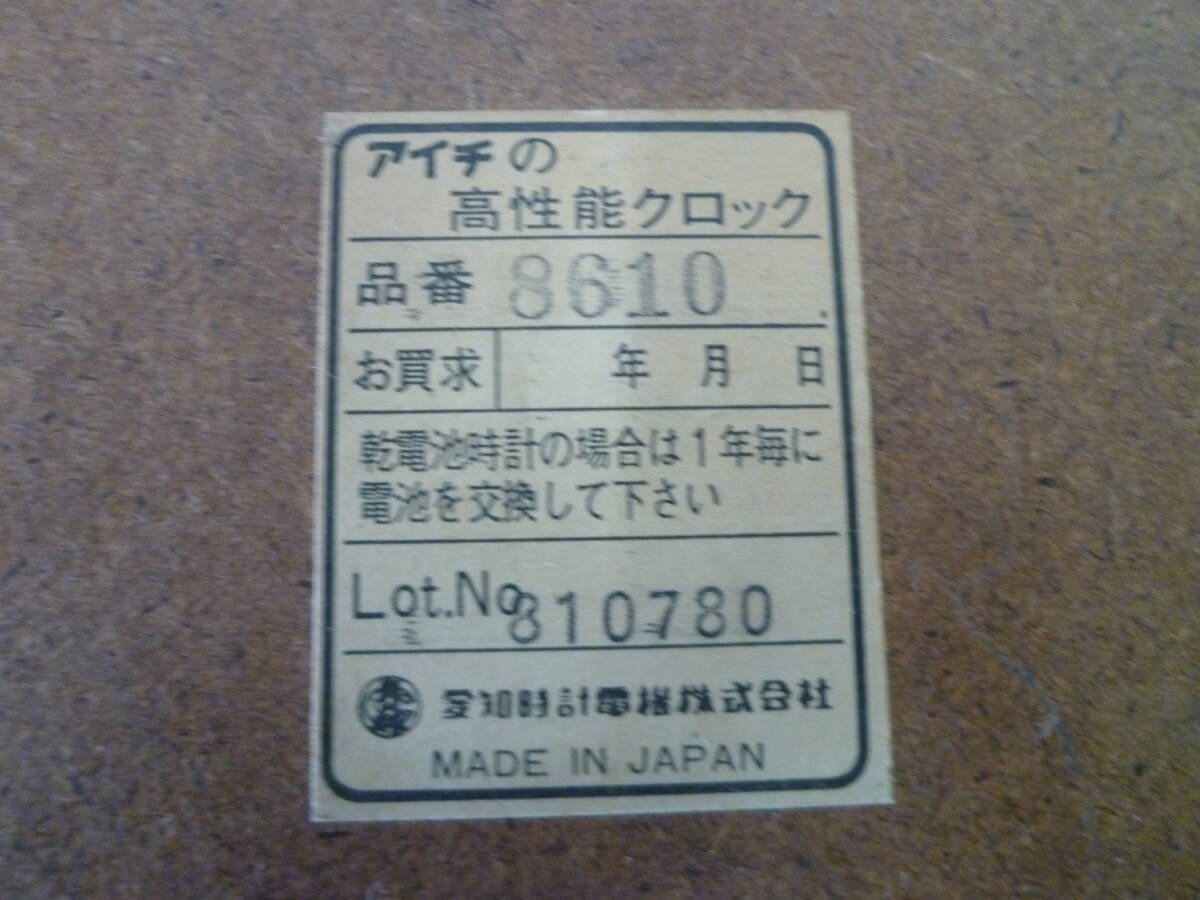 アイチの
高性能クロック
品番 8610
お買求 年 月 日
乾電池時計の場合は1年毎に
電池を交換して下さい
Lot.No 810780
愛知時計電機株式会社
MADE IN JAPAN